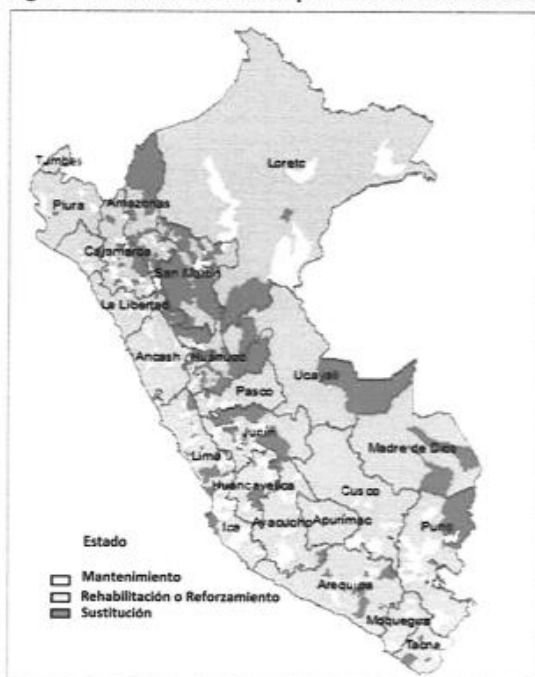 Tumbes
Loreto
Piura
Amazonas
Cajamarca
San Martín
La Libertad
Ancash
Huánuco
Ucayali
Pasco
Junín
Madre de Dios
Lima
Huancavelica
Cusco
Ica
Ayacucho
Apurímac
Puno
Arequipa
Moquegua
Tacna
Estado
Mantenimiento
Rehabilitación o Reforzamiento
Sustitución